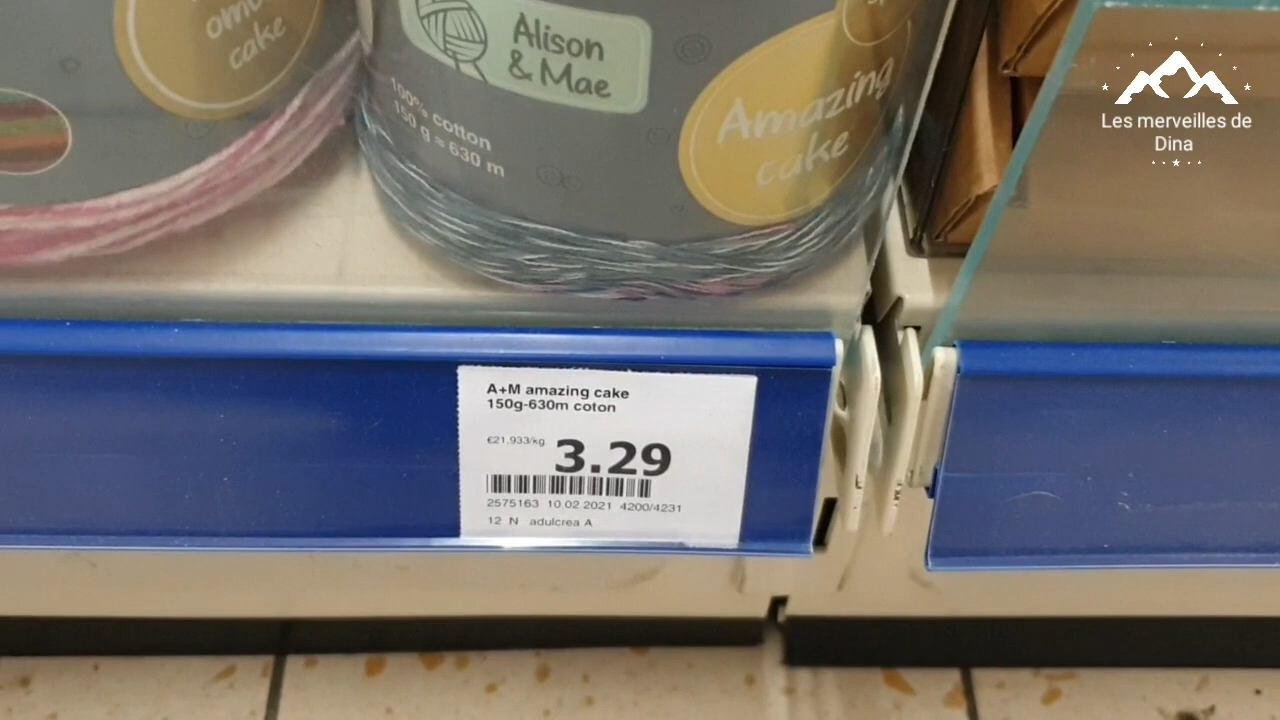 omb
cake
Alison
& Mae
100% cotton
150 g = 630 m
Amazing
cake
Les merveilles de
Dina
A+M amazing cake
150g-630m coton
€21,933/kg
3.29
2575163 10.02.2021 4200/4231
12 N adulcrea A